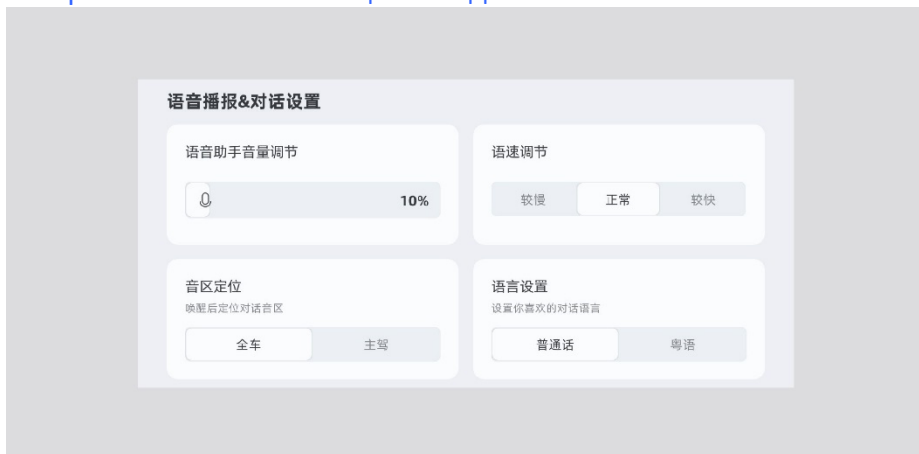 语音播报&对话设置
语音助手音量调节
10%
语速调节
较慢 正常 较快
音区定位
唤醒后定位对话音区
全车 主驾
语言设置
设置你喜欢的对话语言
普通话 粤语